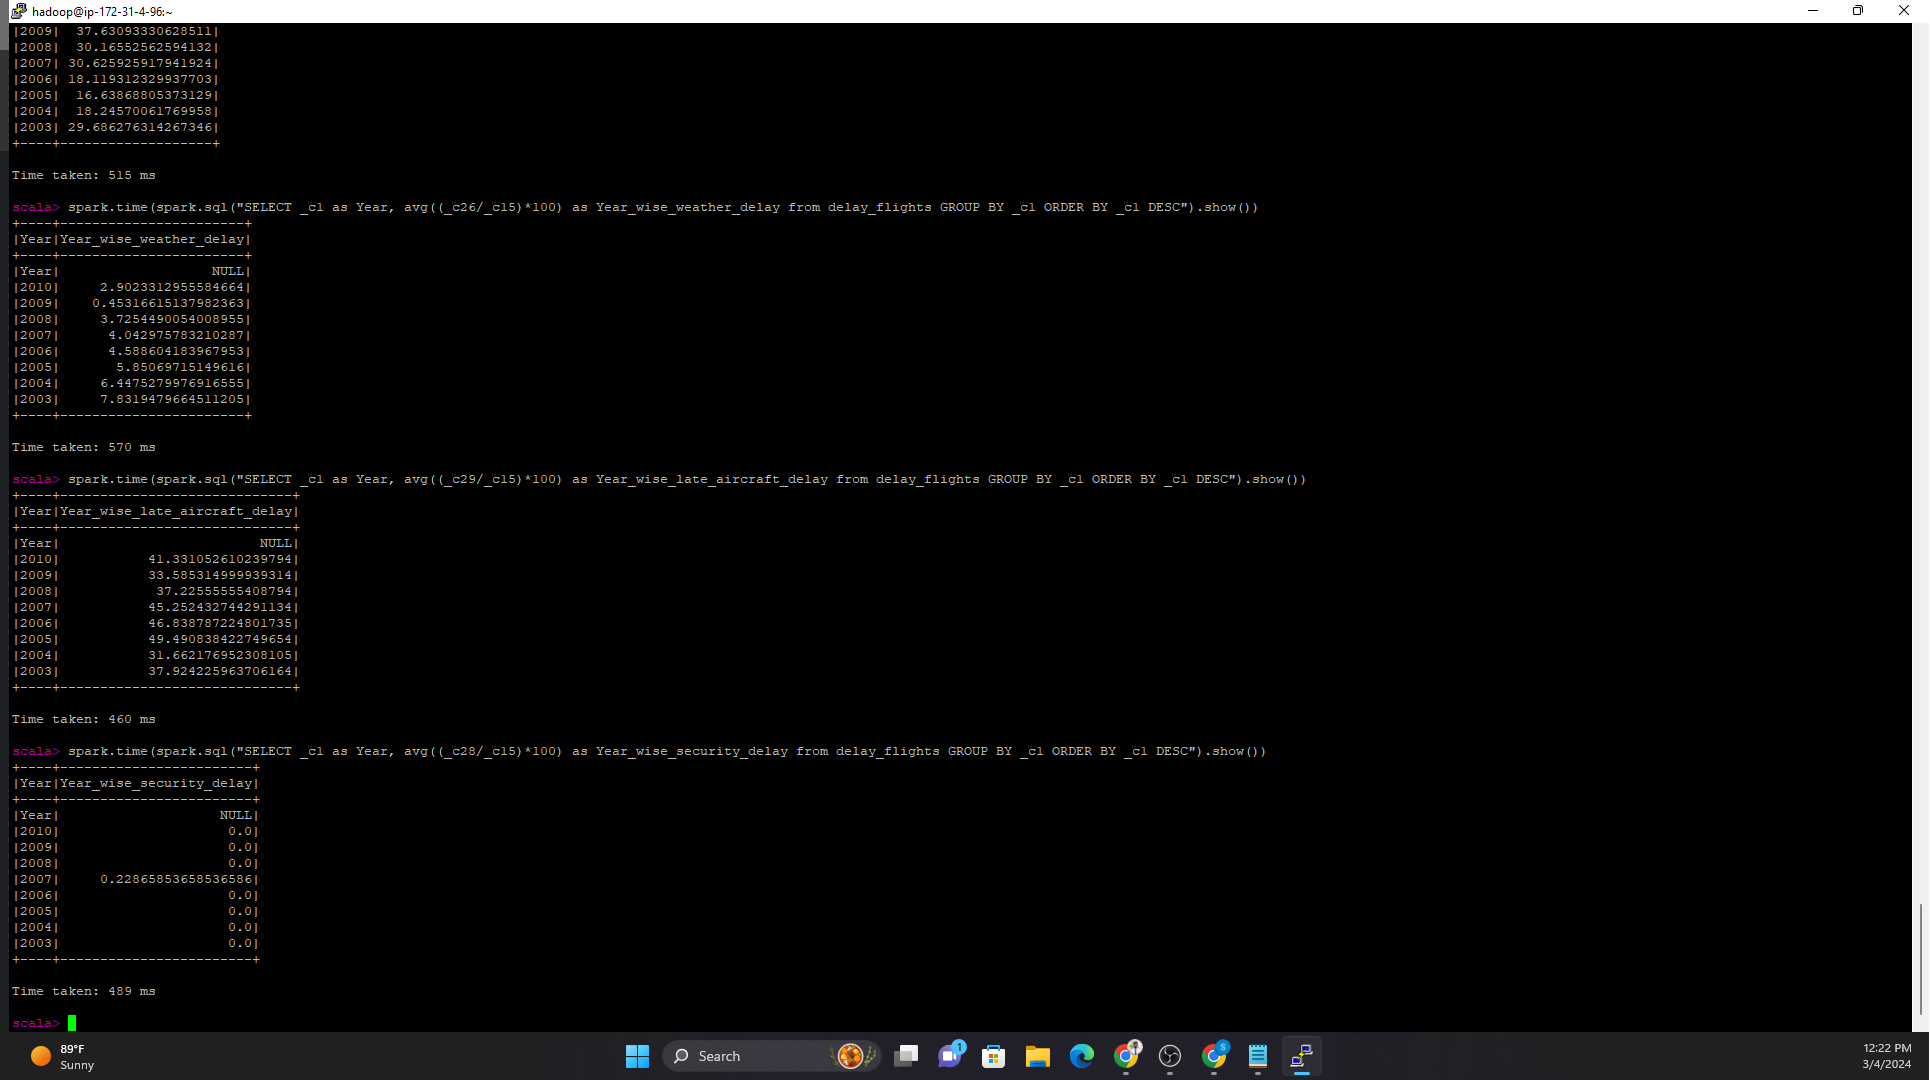 hadoop@ip-172-31-4-96:~
|2009|  37.63093330628511|
|2008|  30.16552562594132|
|2007| 30.625925917941924|
|2006| 18.119312329937703|
|2005|  16.63868805373129|
|2004|  18.24570061769958|
|2003| 29.686276314267346|
+----+-------------------+
Time taken: 515 ms
scala> spark.time(spark.sql("SELECT _c1 as Year, avg((_c26/_c15)*100) as Year_wise_weather_delay from delay_flights GROUP BY _c1 ORDER BY _c1 DESC").show())
+----+-----------------------+
|Year|Year_wise_weather_delay|
+----+-----------------------+
|Year|                   NULL|
|2010|     2.9023312955584664|
|2009|    0.45316615137982363|
|2008|     3.7254490054008955|
|2007|      4.042975783210287|
|2006|      4.588604183967953|
|2005|       5.85069715149616|
|2004|     6.4475279976916555|
|2003|     7.8319479664511205|
+----+-----------------------+
Time taken: 570 ms
scala> spark.time(spark.sql("SELECT _c1 as Year, avg((_c29/_c15)*100) as Year_wise_late_aircraft_delay from delay_flights GROUP BY _c1 ORDER BY _c1 DESC").show())
+----+-----------------------------+
|Year|Year_wise_late_aircraft_delay|
+----+-----------------------------+
|Year|                         NULL|
|2010|           41.331052610239794|
|2009|           33.585314999939314|
|2008|            37.22555555408794|
|2007|           45.252432744291134|
|2006|           46.838787224801735|
|2005|           49.490838422749654|
|2004|           31.662176952308105|
|2003|           37.924225963706164|
+----+-----------------------------+
Time taken: 460 ms
scala> spark.time(spark.sql("SELECT _c1 as Year, avg((_c28/_c15)*100) as Year_wise_security_delay from delay_flights GROUP BY _c1 ORDER BY _c1 DESC").show())
+----+------------------------+
|Year|Year_wise_security_delay|
+----+------------------------+
|Year|                    NULL|
|2010|                     0.0|
|2009|                     0.0|
|2008|                     0.0|
|2007|     0.22865853658536586|
|2006|                     0.0|
|2005|                     0.0|
|2004|                     0.0|
|2003|                     0.0|
+----+------------------------+
Time taken: 489 ms
scala>
89°F
Sunny
Search
1
S
12:22 PM
3/4/2024